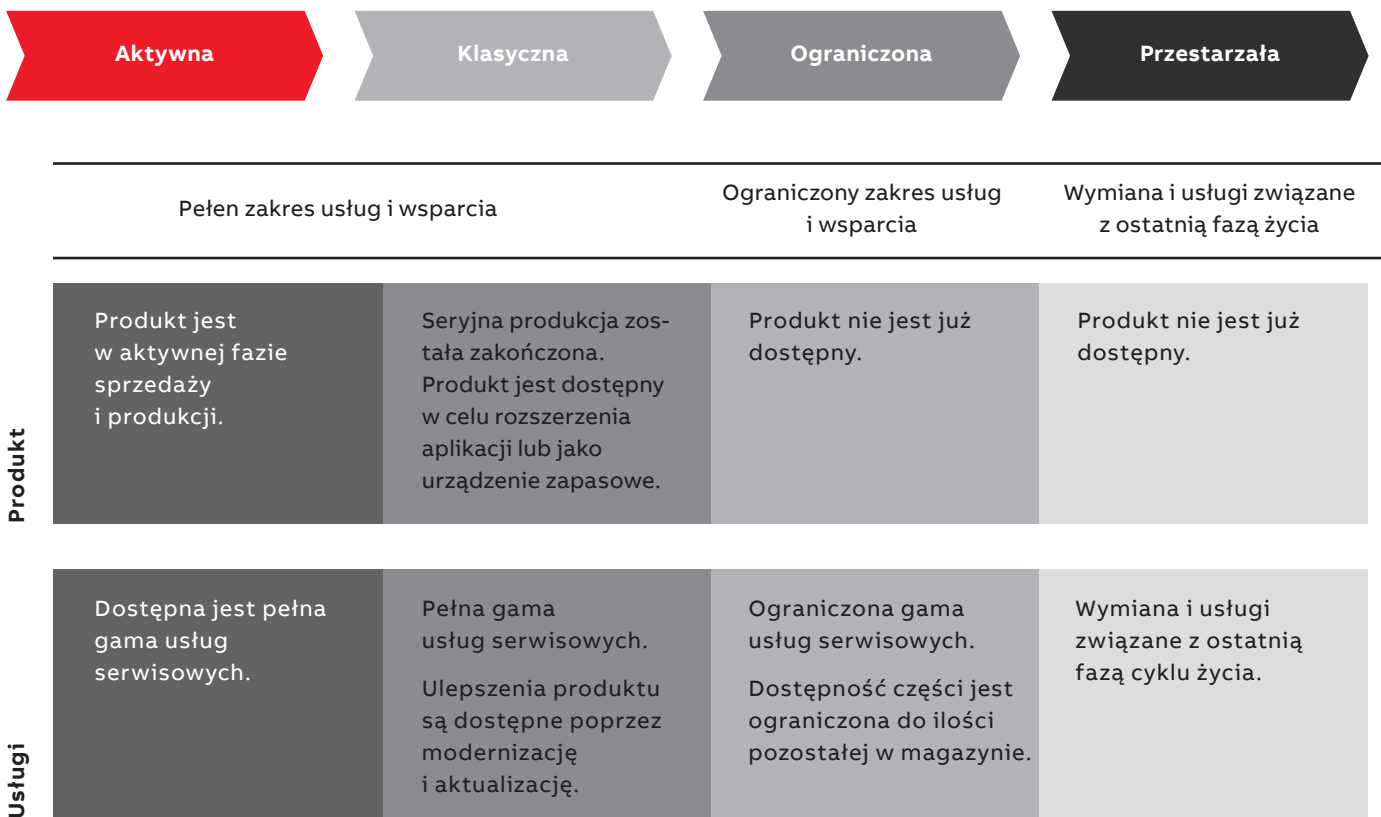 Aktywna
Klasyczna
Ograniczona
Przestarzała
Pełen zakres usług i wsparcia
Ograniczony zakres usług
i wsparcia
Wymiana i usługi związane
z ostatnią fazą życia
Produkt
Produkt jest
w aktywnej fazie
sprzedaży
i produkcji.
Seryjna produkcja zos-
tała zakończona.
Produkt jest dostępny
w celu rozszerzenia
aplikacji lub jako
urządzenie zapasowe.
Produkt nie jest już
dostępny.
Produkt nie jest już
dostępny.
Usługi
Dostępna jest pełna
gama usług
serwisowych.
Pełna gama
usług serwisowych.
Ulepszenia produktu
są dostępne poprzez
modernizację
i aktualizację.
Ograniczona gama
usług serwisowych.
Dostępność części jest
ograniczona do ilości
pozostałej w magazynie.
Wymiana i usługi
związane z ostatnią
fazą cyklu życia.